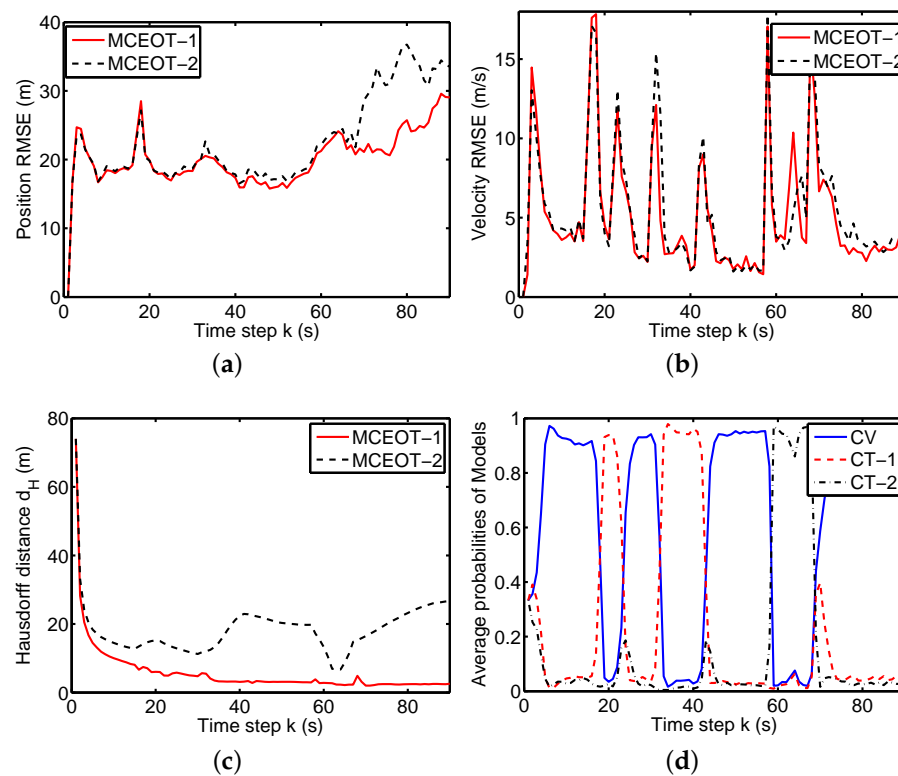 40
30
20
10
0
0 20 40 60 80
Position RMSE (m)
Time step k (s)
MCEOT−1
MCEOT−2
(a)
15
10
5
0
0 20 40 60 80
Velocity RMSE (m/s)
Time step k (s)
MCEOT−1
MCEOT−2
(b)
80
60
40
20
0
0 20 40 60 80
Hausdorff distance d_H (m)
Time step k (s)
MCEOT−1
MCEOT−2
(c)
1
0.8
0.6
0.4
0.2
0
0 20 40 60 80
Average probabilities of Models
Time step k (s)
CV
CT−1
CT−2
(d)